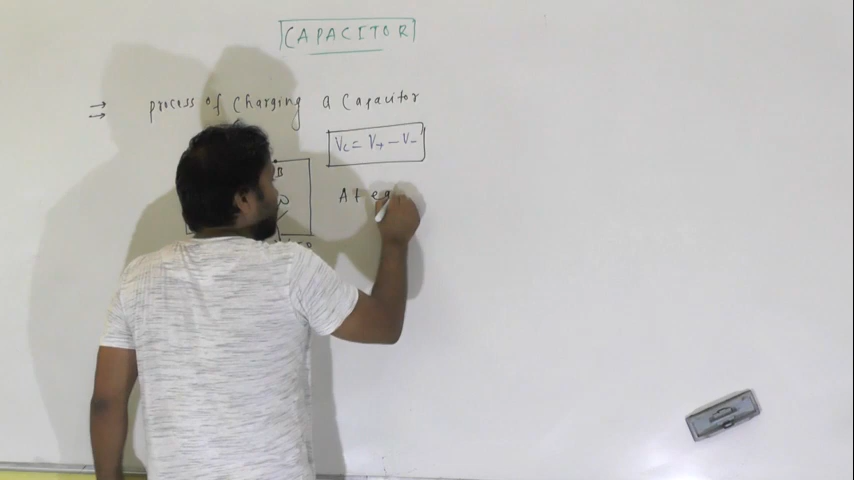 CAPACITOR
⇒ process of Charging a Capacitor
Vc = V+ − V−
B
At eq